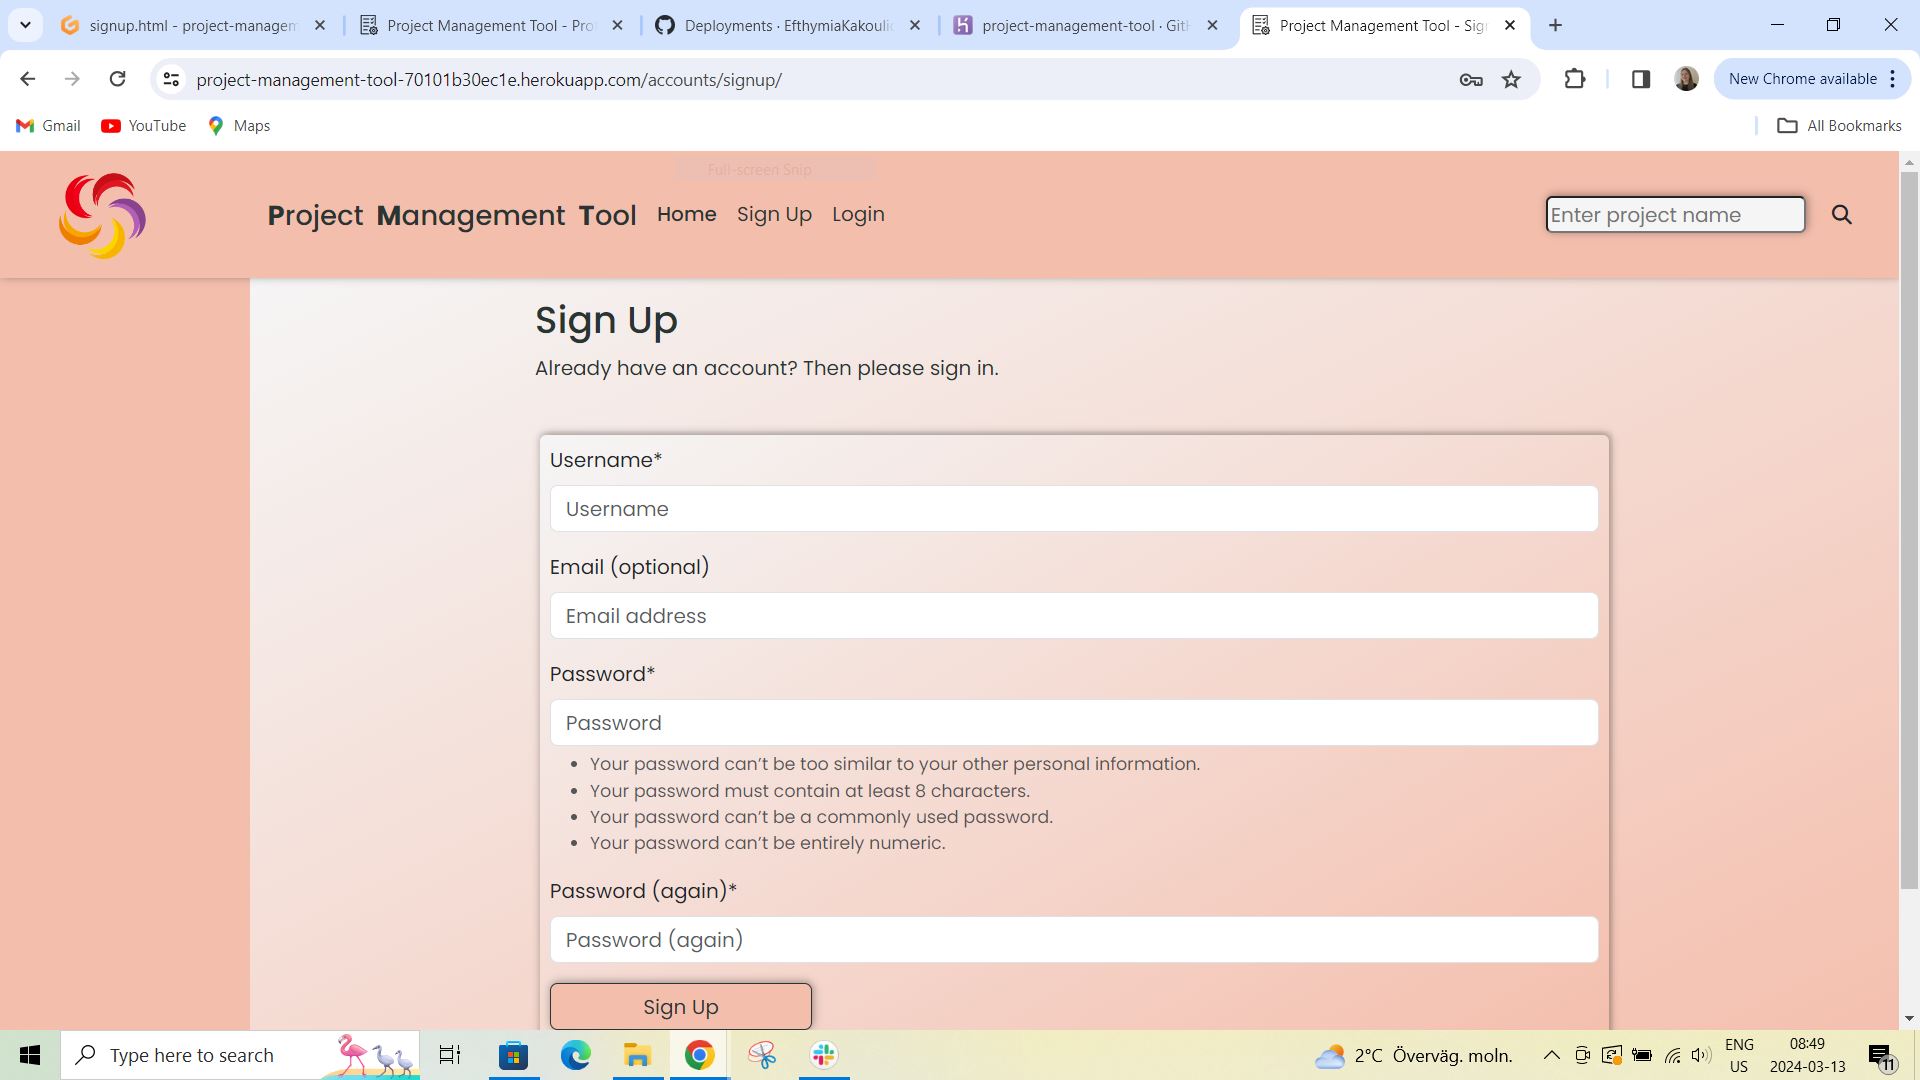 signup.html - project-managem
Project Management Tool - Pro
Deployments · EfthymiaKakouli
project-management-tool · Gith
Project Management Tool - Sig
project-management-tool-70101b30ec1e.herokuapp.com/accounts/signup/
New Chrome available
Gmail
YouTube
Maps
All Bookmarks
Full-screen Snip
Project Management Tool
Home
Sign Up
Login
Enter project name
Sign Up
Already have an account? Then please sign in.
Username*
Username
Email (optional)
Email address
Password*
Password
Your password can’t be too similar to your other personal information.
Your password must contain at least 8 characters.
Your password can’t be a commonly used password.
Your password can’t be entirely numeric.
Password (again)*
Password (again)
Sign Up
Type here to search
2°C Överväg. moln.
ENG
US
08:49
2024-03-13
11